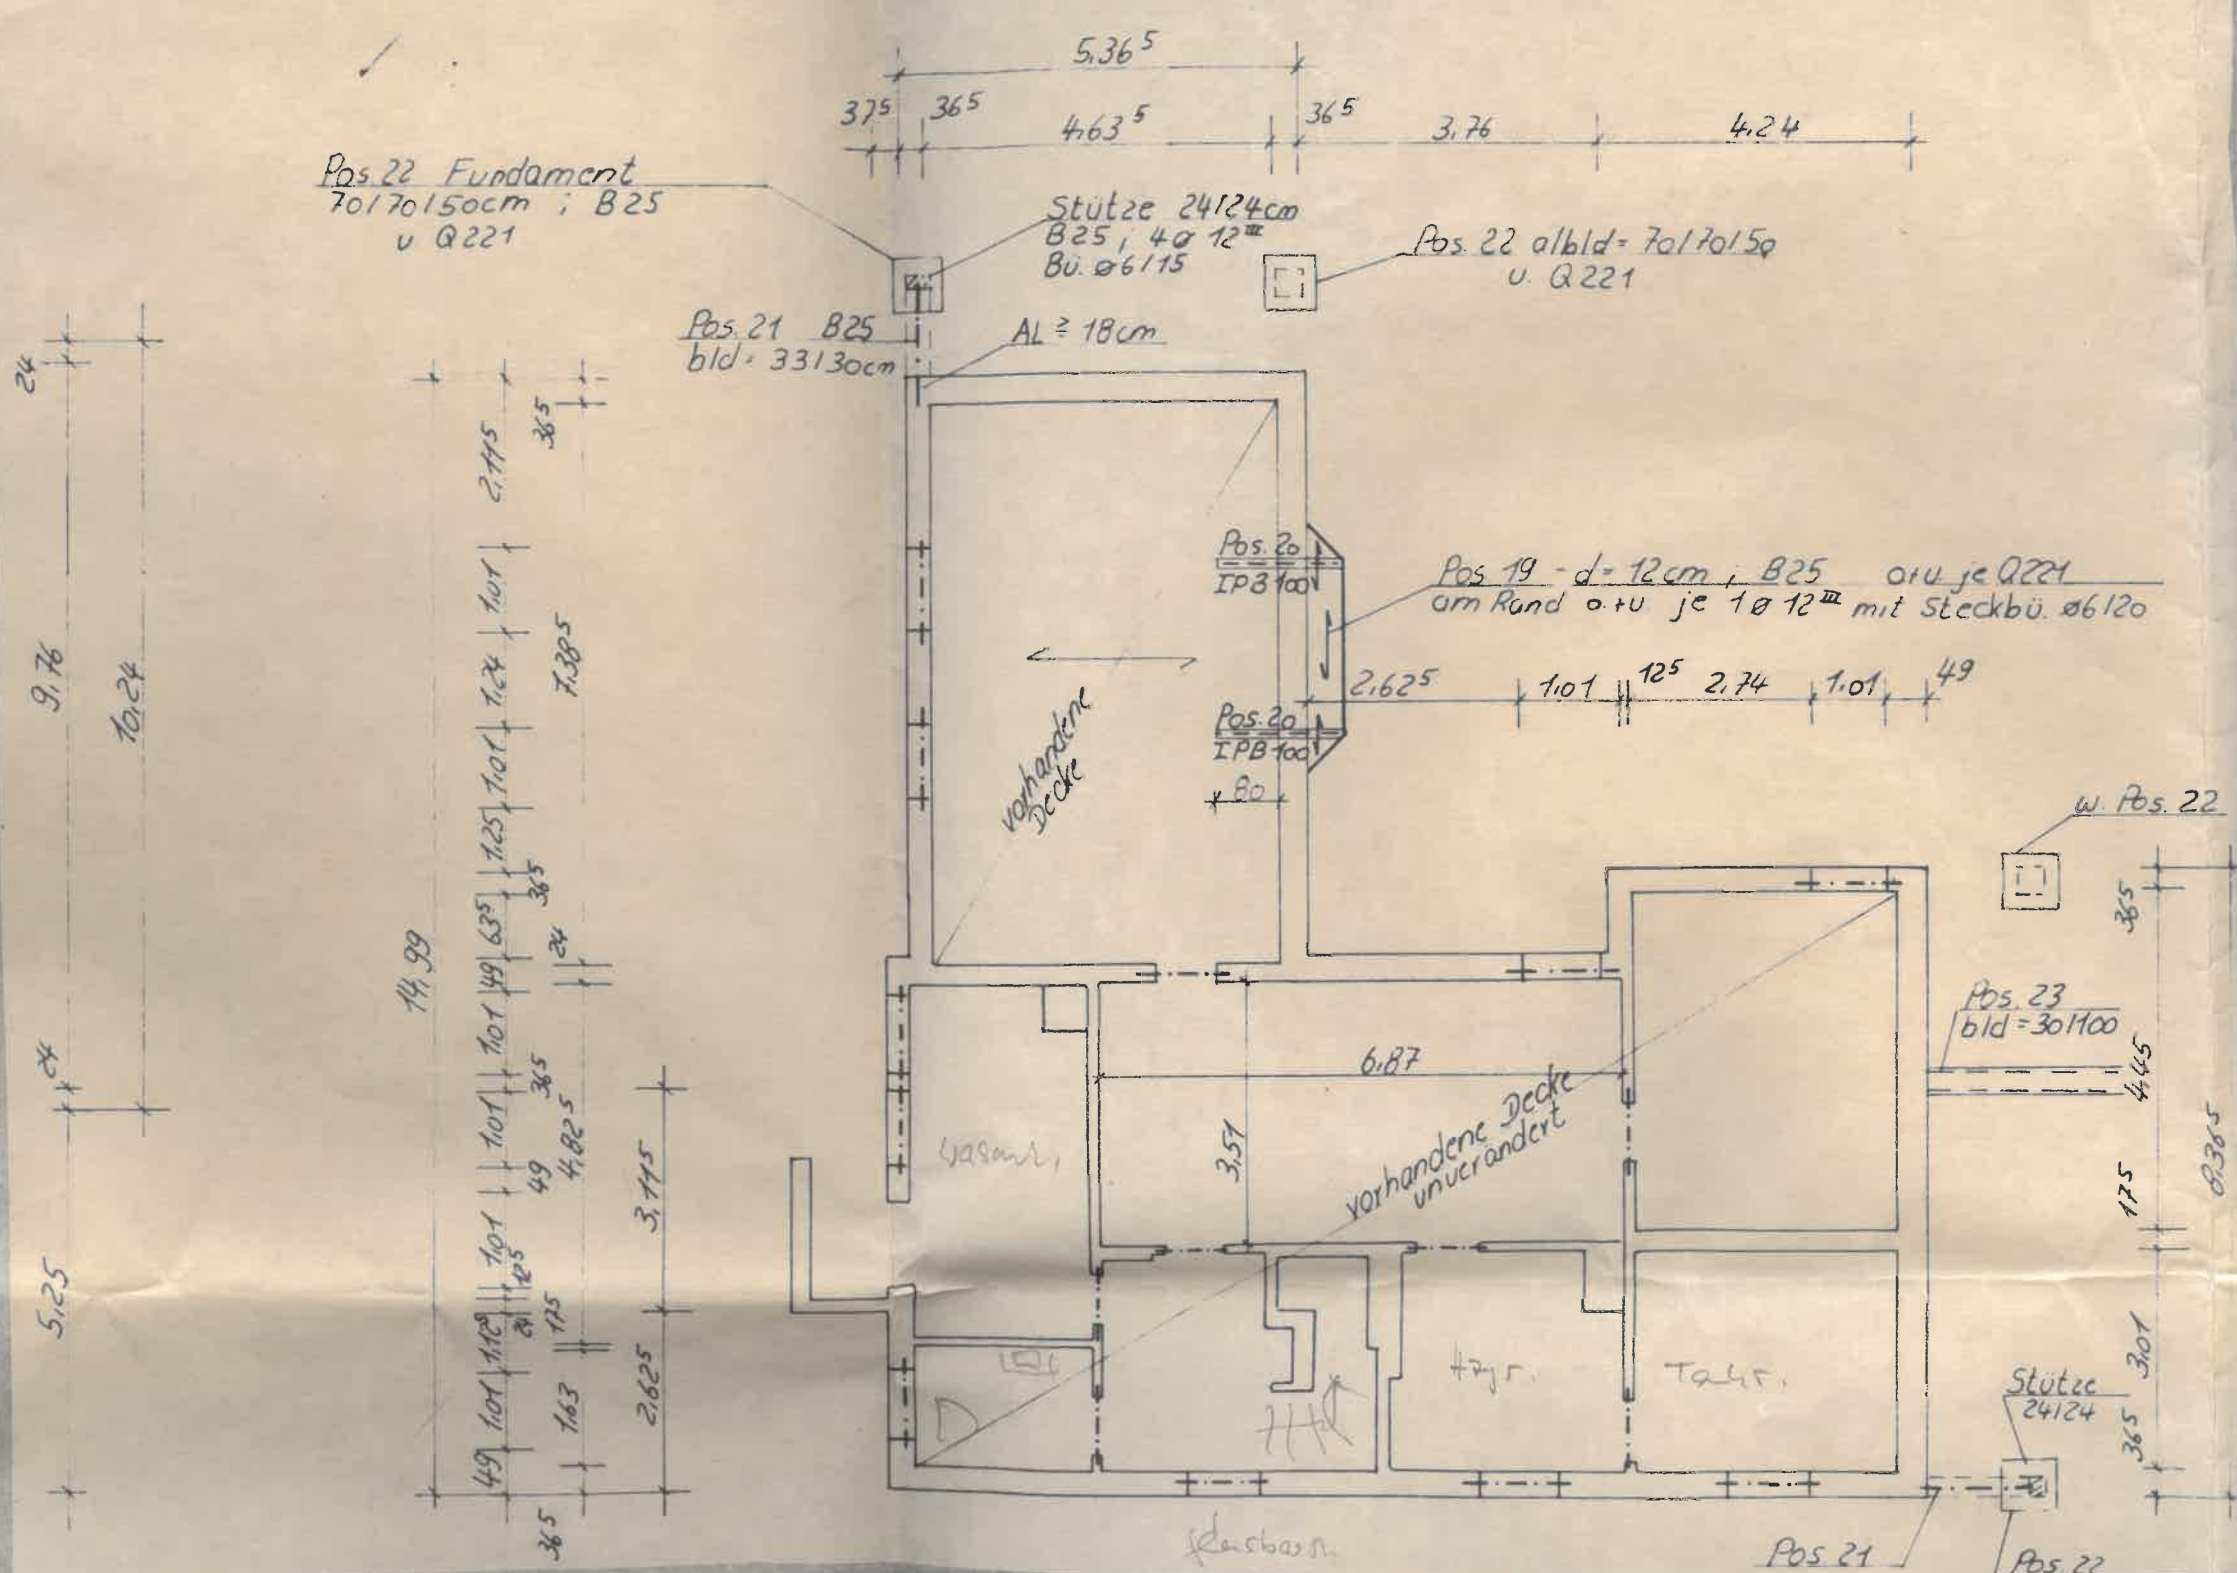 5,36⁵
37⁵
36⁵
4,63⁵
36⁵
3,76
4,24
Pos. 22 Fundament
70/70/50cm ; B25
u Q221
Stütze 24/24cm
B25 ; 4ø 12ᴵᴵᴵ
Bü. ø6/15
Pos. 22 a/b/d = 70/70/50
u. Q221
Pos. 21 B25
b/d = 33/30cm
AL ≥ 18cm
Pos. 20
IPB 100
Pos 19 - d = 12cm ; B25 o+u je Q221
am Rand o.+u. je 1ø 12ᴵᴵᴵ mit Steckbü. ø6/20
2,62⁵
1,01
12⁵
2,74
1,01
49
Pos. 20
IPB 100
80
vorhandene
Decke
w. Pos. 22
Pos. 23
b/d = 30/100
6,87
3,51
vorhandene Decke
unverändert
24
9,76
24
5,25
10,24
14,99
2,115
1,01
1,24
1,01
1,25
63⁵
49
1,01
1,01
1,01
1,01
49
36⁵
36⁵
24
36⁵
49
12⁵
24
7,385
4,82⁵
17⁵
1,63
36⁵
3,115
2,625
36⁵
4,45
17⁵
3,01
36⁵
8,365
Stütze
24/24
Pos 21
Pos. 22